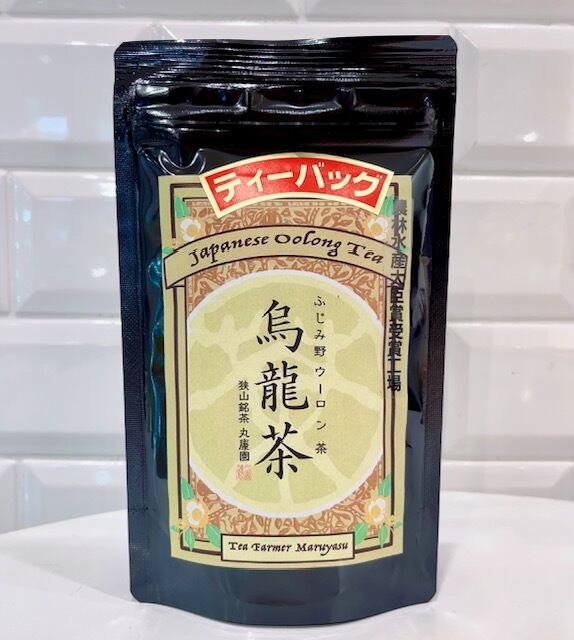 ティーバッグ
Japanese Oolong Tea
農林水産大臣賞受賞工場
ふじみ野ウーロン茶
烏龍茶
狭山銘茶 丸康園
Tea Farmer Maruyasu